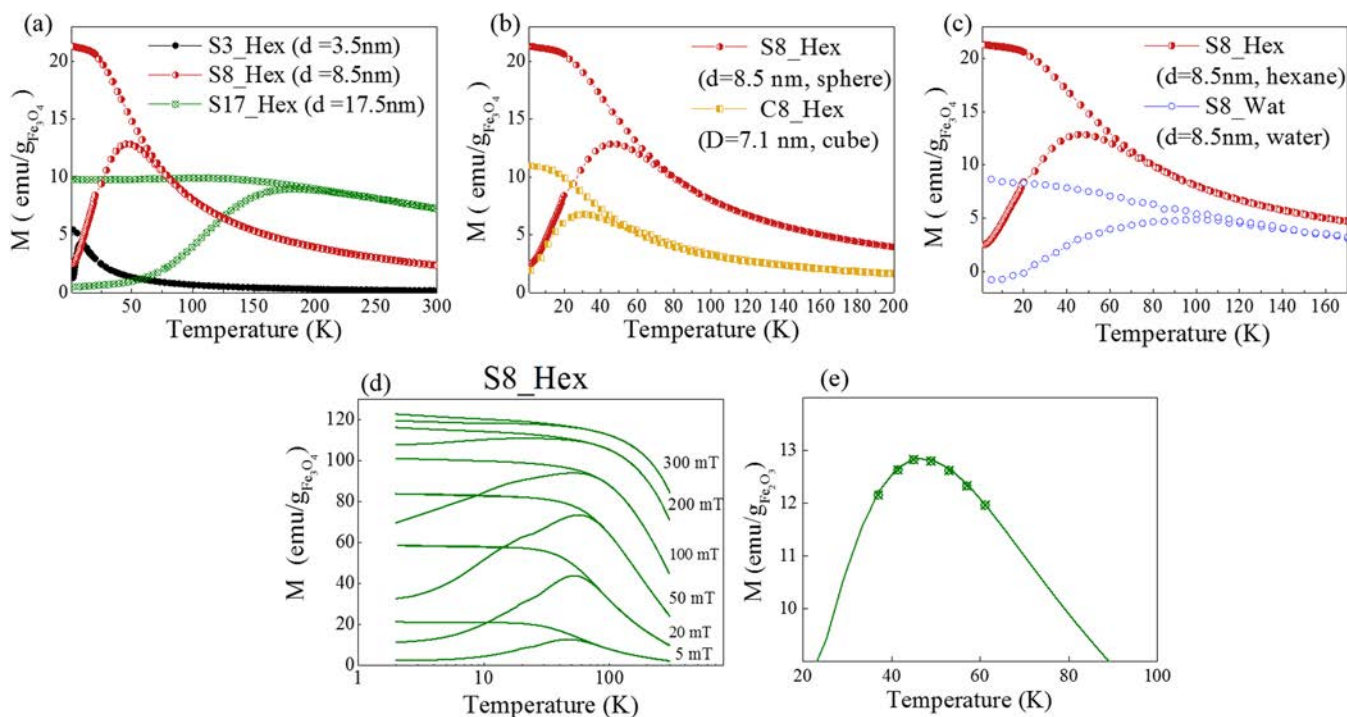 (a)
S3_Hex (d =3.5nm)
S8_Hex (d =8.5nm)
S17_Hex (d =17.5nm)
M ( emu/gFe3O4)
20
15
10
5
0
50 100 150 200 250 300
Temperature (K)
(b)
S8_Hex
(d=8.5 nm, sphere)
C8_Hex
(D=7.1 nm, cube)
M ( emu/gFe3O4)
20
15
10
5
0
20 40 60 80 100 120 140 160 180 200
Temperature (K)
(c)
S8_Hex
(d=8.5nm, hexane)
S8_Wat
(d=8.5nm, water)
M ( emu/gFe3O4)
20
15
10
5
0
20 40 60 80 100 120 140 160
Temperature (K)
(d)
S8_Hex
M (emu/gFe3O4)
120
100
80
60
40
20
0
300 mT
200 mT
100 mT
50 mT
20 mT
5 mT
1 10 100
Temperature (K)
(e)
M (emu/gFe2O3)
13
12
11
10
20 40 60 80 100
Temperature (K)